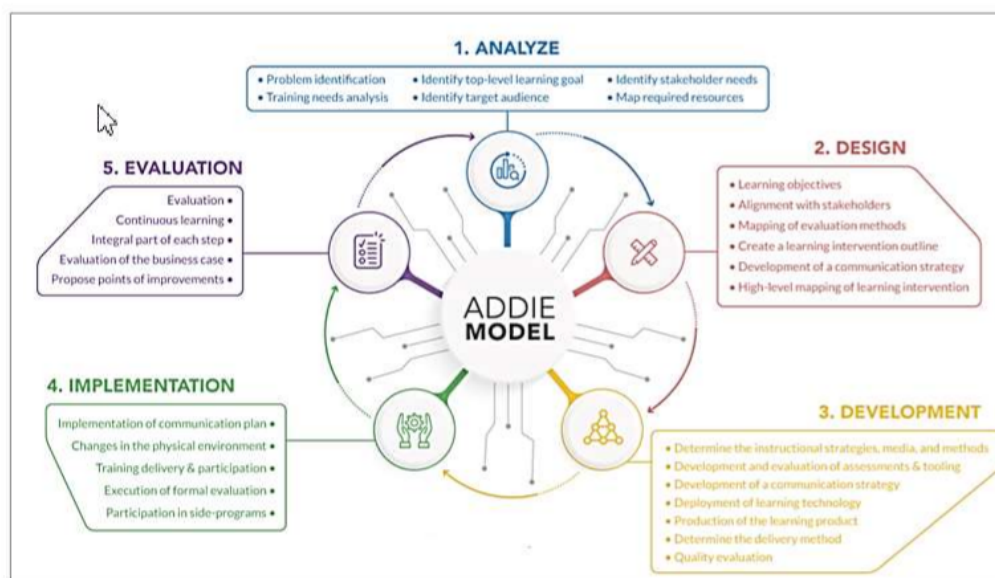 1. ANALYZE
• Problem identification • Identify top-level learning goal • Identify stakeholder needs
• Training needs analysis • Identify target audience • Map required resources
2. DESIGN
• Learning objectives
• Alignment with stakeholders
• Mapping of evaluation methods
• Create a learning intervention outline
• Development of a communication strategy
• High-level mapping of learning intervention
3. DEVELOPMENT
• Determine the instructional strategies, media, and methods
• Development and evaluation of assessments & tooling
• Development of a communication strategy
• Deployment of learning technology
• Production of the learning product
• Determine the delivery method
• Quality evaluation
4. IMPLEMENTATION
Implementation of communication plan •
Changes in the physical environment •
Training delivery & participation •
Execution of formal evaluation •
Participation in side-programs •
5. EVALUATION
Evaluation •
Continuous learning •
Integral part of each step •
Evaluation of the business case •
Propose points of improvements •
ADDIE
MODEL